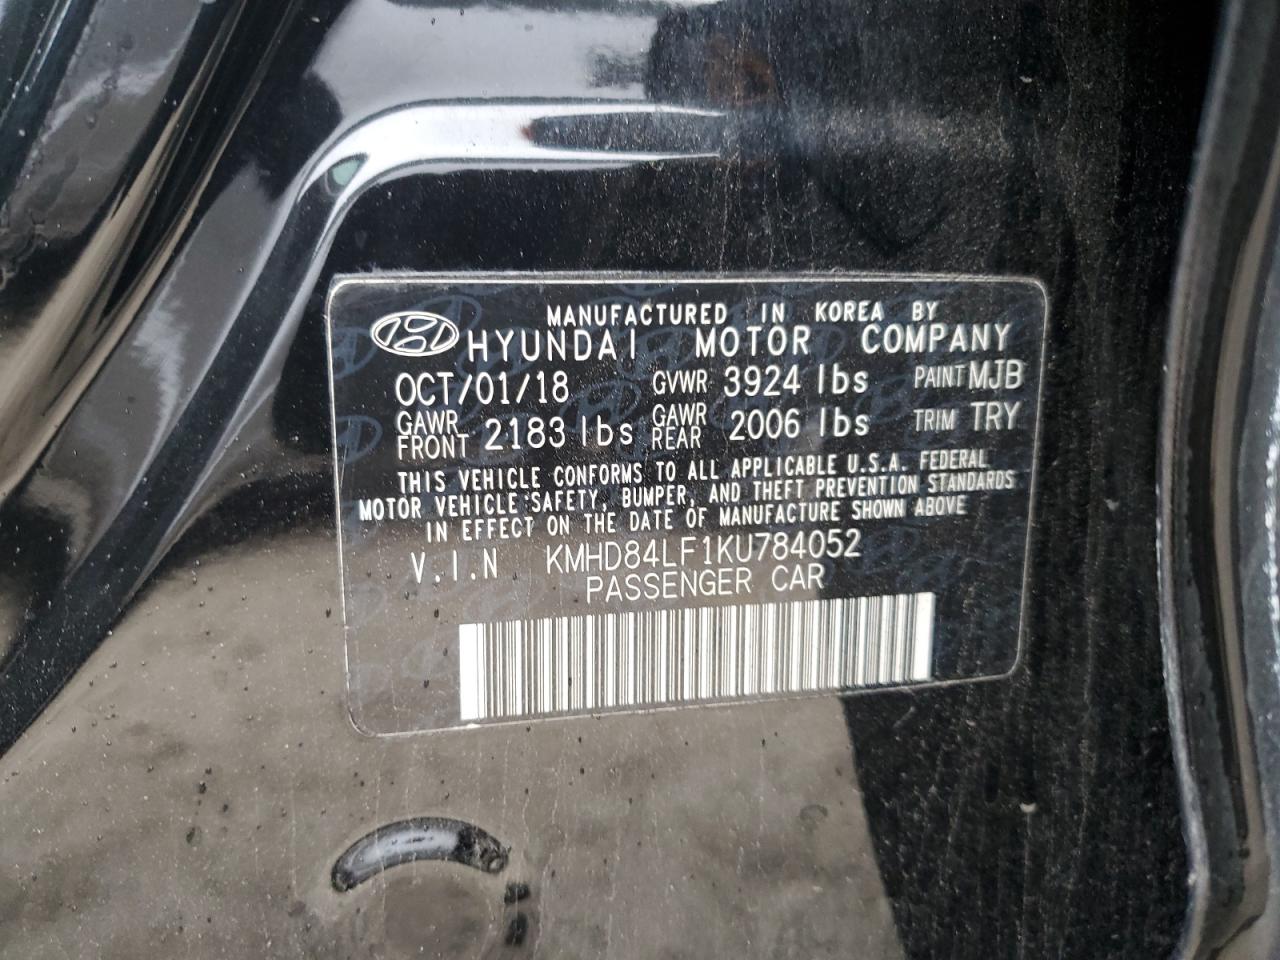 MANUFACTURED IN KOREA BY
HYUNDAI MOTOR COMPANY
OCT/01/18 GVWR 3924 lbs PAINT MJB
GAWR FRONT 2183 lbs GAWR REAR 2006 lbs TRIM TRY
THIS VEHICLE CONFORMS TO ALL APPLICABLE U.S.A. FEDERAL
MOTOR VEHICLE SAFETY, BUMPER, AND THEFT PREVENTION STANDARDS
IN EFFECT ON THE DATE OF MANUFACTURE SHOWN ABOVE
V.I.N KMHD84LF1KU784052
PASSENGER CAR